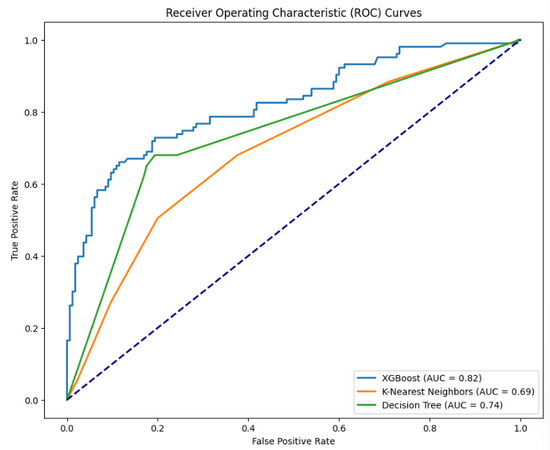 Receiver Operating Characteristic (ROC) Curves
True Positive Rate
1.0
0.8
0.6
0.4
0.2
0.0
0.0 0.2 0.4 0.6 0.8 1.0
False Positive Rate
XGBoost (AUC = 0.82)
K-Nearest Neighbors (AUC = 0.69)
Decision Tree (AUC = 0.74)